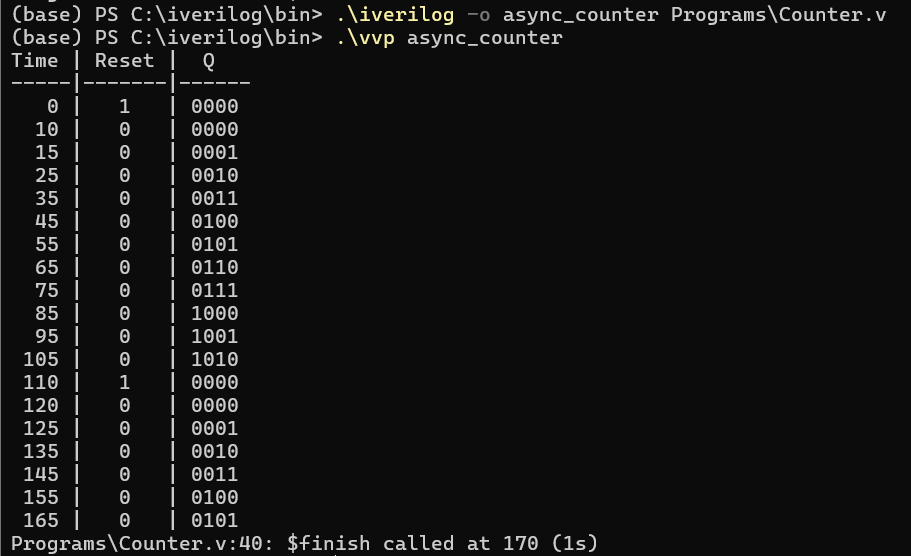 (base) PS C:\iverilog\bin> .\iverilog -o async_counter Programs\Counter.v
(base) PS C:\iverilog\bin> .\vvp async_counter
Time | Reset |  Q
-----|-------|------
   0 |   1   | 0000
  10 |   0   | 0000
  15 |   0   | 0001
  25 |   0   | 0010
  35 |   0   | 0011
  45 |   0   | 0100
  55 |   0   | 0101
  65 |   0   | 0110
  75 |   0   | 0111
  85 |   0   | 1000
  95 |   0   | 1001
 105 |   0   | 1010
 110 |   1   | 0000
 120 |   0   | 0000
 125 |   0   | 0001
 135 |   0   | 0010
 145 |   0   | 0011
 155 |   0   | 0100
 165 |   0   | 0101
Programs\Counter.v:40: $finish called at 170 (1s)